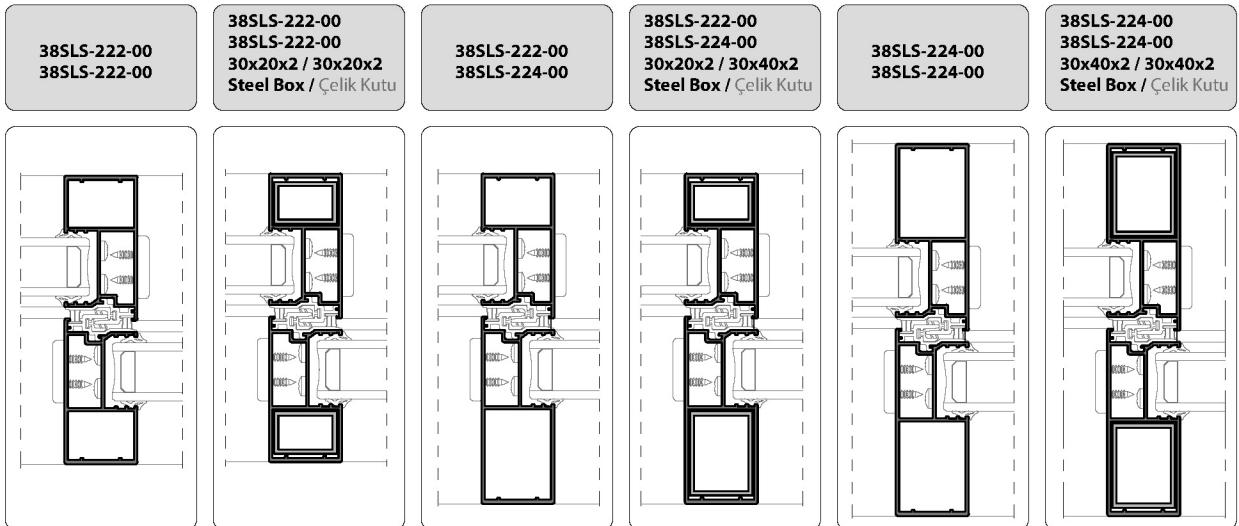 38SLS-222-00
38SLS-222-00
38SLS-222-00
38SLS-222-00
30x20x2 / 30x20x2
Steel Box / Çelik Kutu
38SLS-222-00
38SLS-224-00
38SLS-222-00
38SLS-224-00
30x20x2 / 30x40x2
Steel Box / Çelik Kutu
38SLS-224-00
38SLS-224-00
38SLS-224-00
38SLS-224-00
30x40x2 / 30x40x2
Steel Box / Çelik Kutu